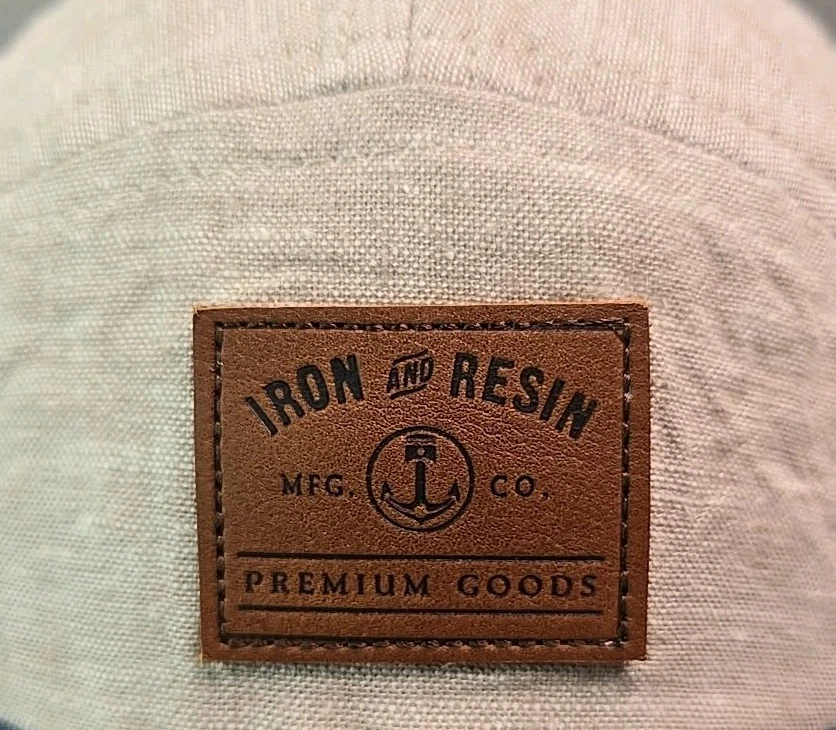 IRON AND RESIN
MFG. CO.
PREMIUM GOODS